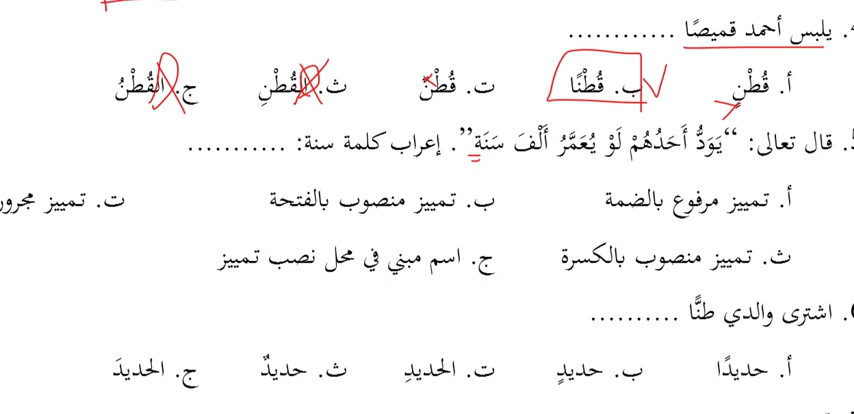 يلبس أحمد قميصًا ............
أ. قُطْنٍ ب. قُطْنًا ت. قُطْنٌ ث. القُطْنِ ج. القُطْنُ
قال تعالى: “يَوَدُّ أَحَدُهُمْ لَوْ يُعَمَّرُ أَلْفَ سَنَةٍ”. إعراب كلمة سنة: ...........
أ. تمييز مرفوع بالضمة ب. تمييز منصوب بالفتحة ت. تمييز مجرور
ث. تمييز منصوب بالكسرة ج. اسم مبني في محل نصب تمييز
اشترى والدي طنًّا ..........
أ. حديدًا ب. حديدٍ ت. الحديدِ ث. حديدٌ ج. الحديدَ